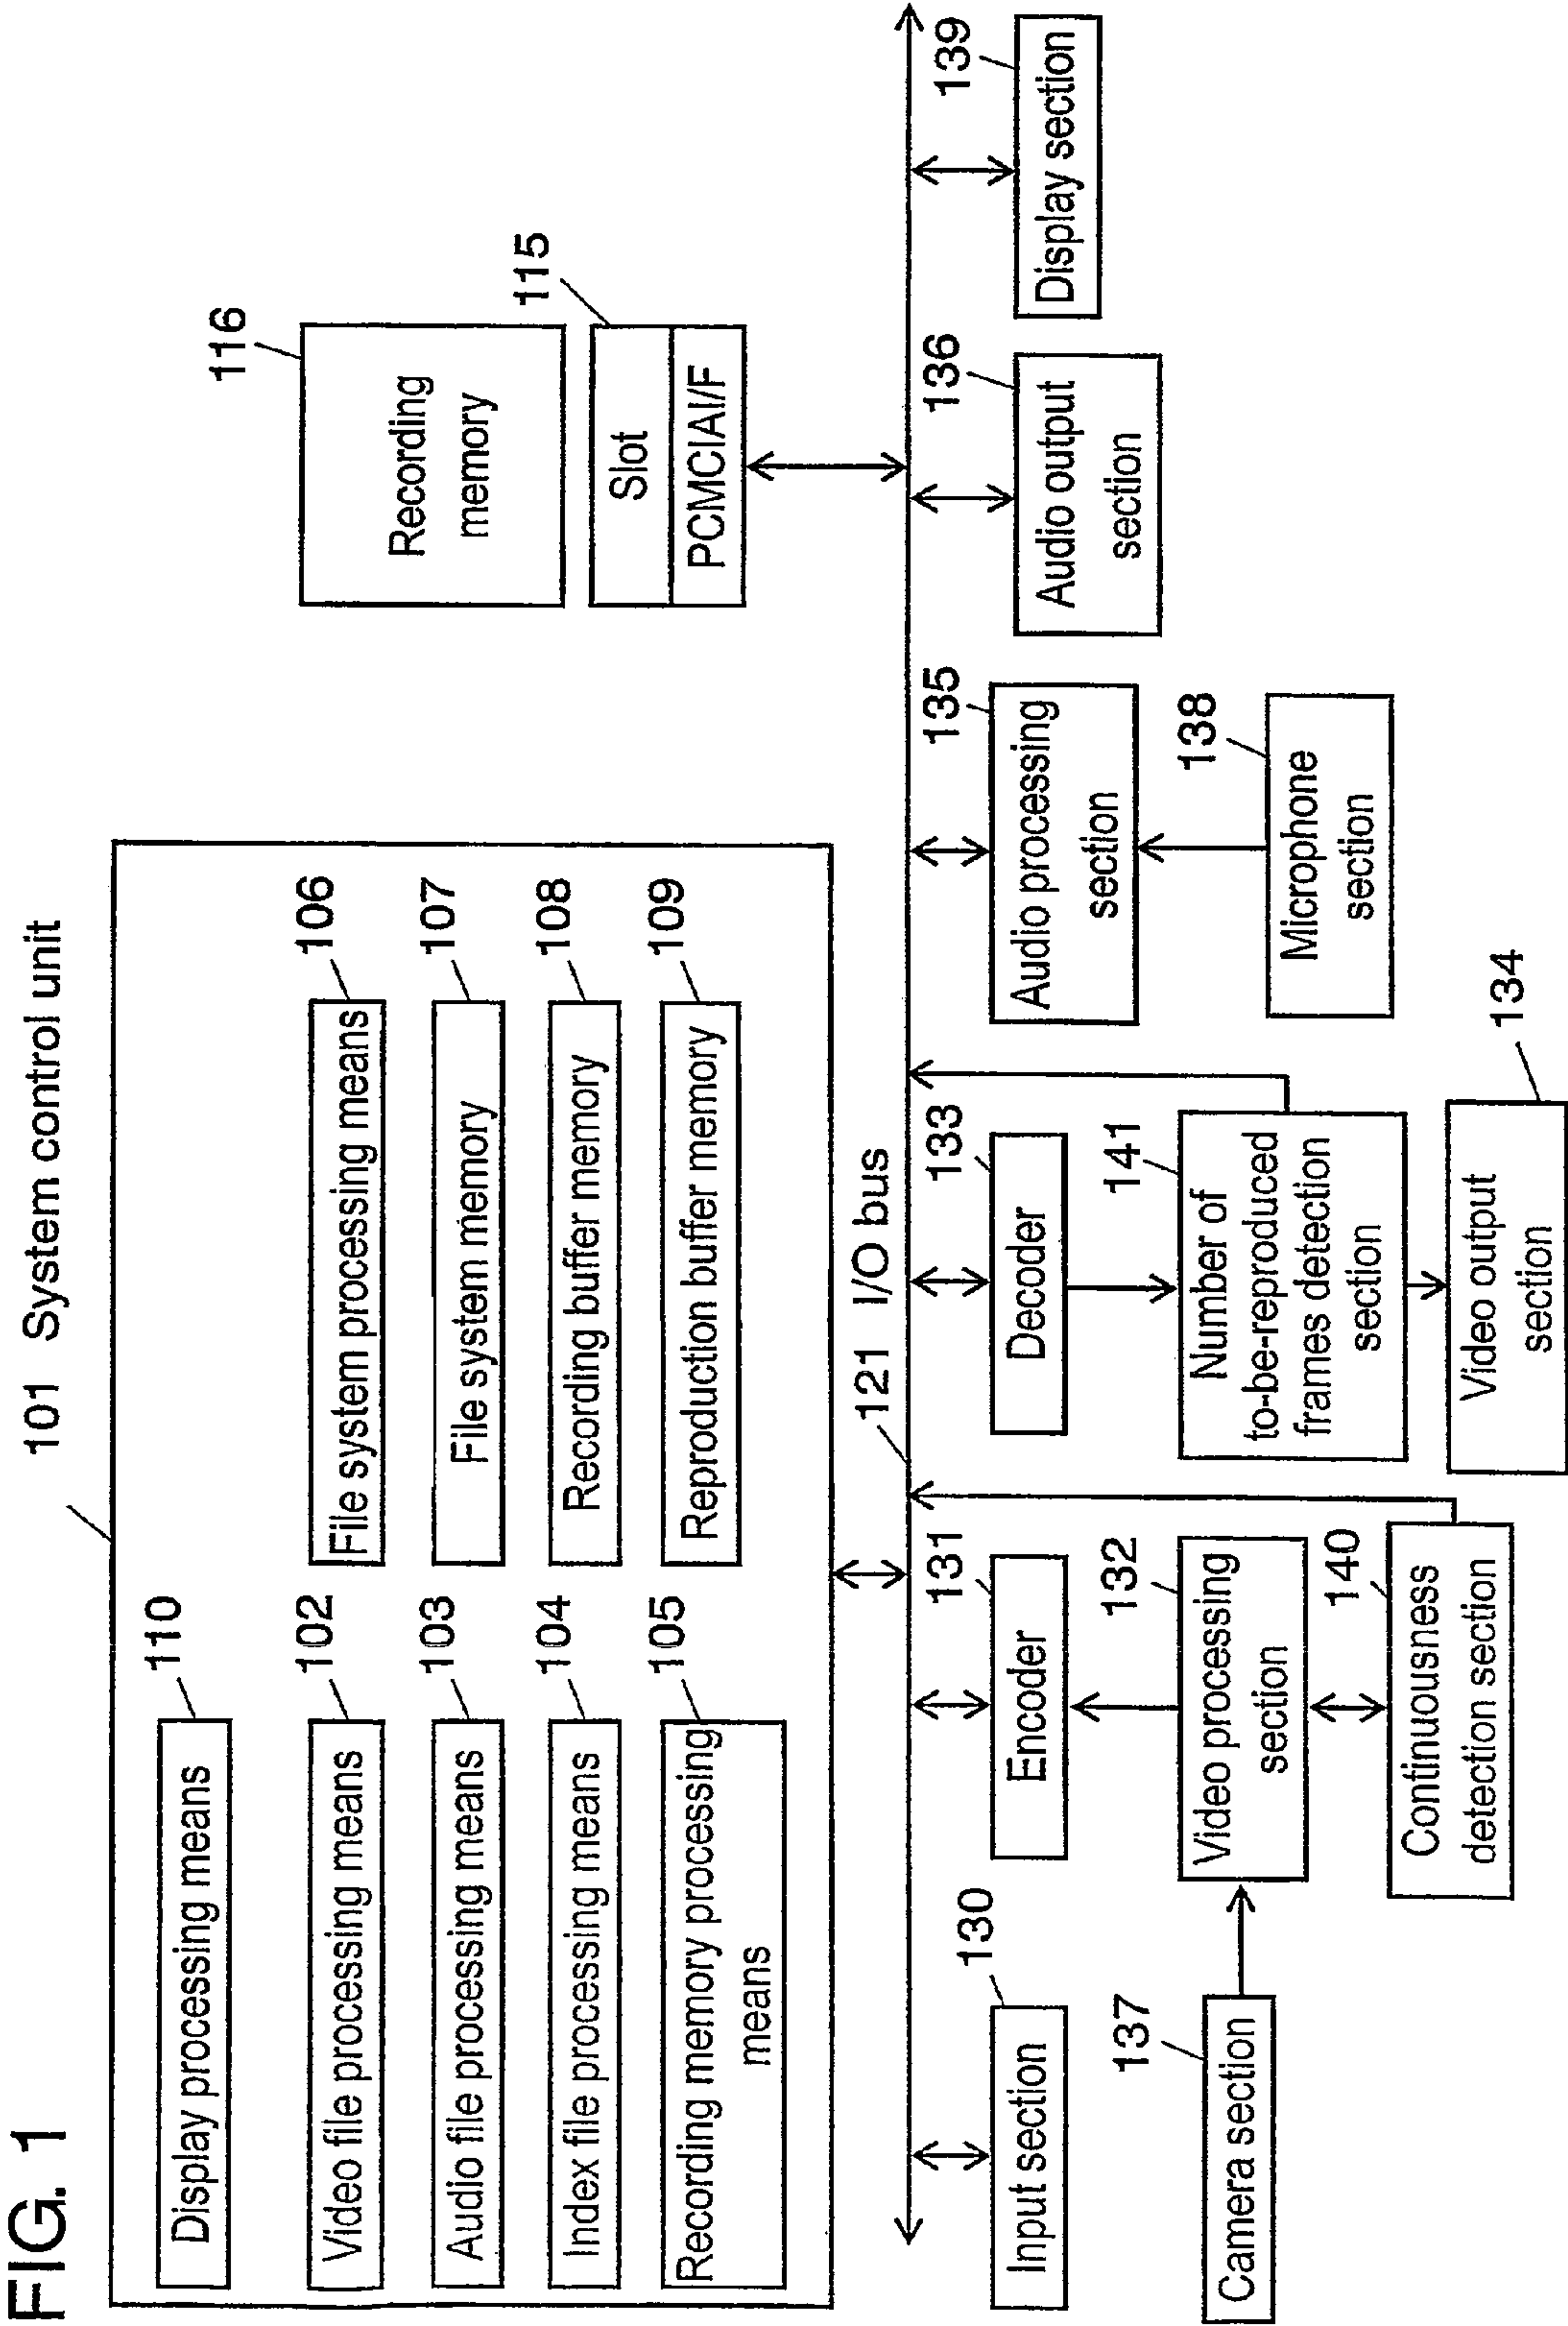 FIG. 1
101 System control unit
110
Display processing means
102
Video file processing means
103
Audio file processing means
104
Index file processing means
105
Recording memory processing
means
106
File system processing means
107
File system memory
108
Recording buffer memory
109
Reproduction buffer memory
116
Recording
memory
115
Slot
PCMCIAI/F
121 I/O bus
130
Input section
131
Encoder
132
Video processing
section
137
Camera section
140
Continuousness
detection section
133
Decoder
141
Number of
to-be-reproduced
frames detection
section
134
Video output
section
135
Audio processing
section
138
Microphone
section
136
Audio output
section
139
Display section